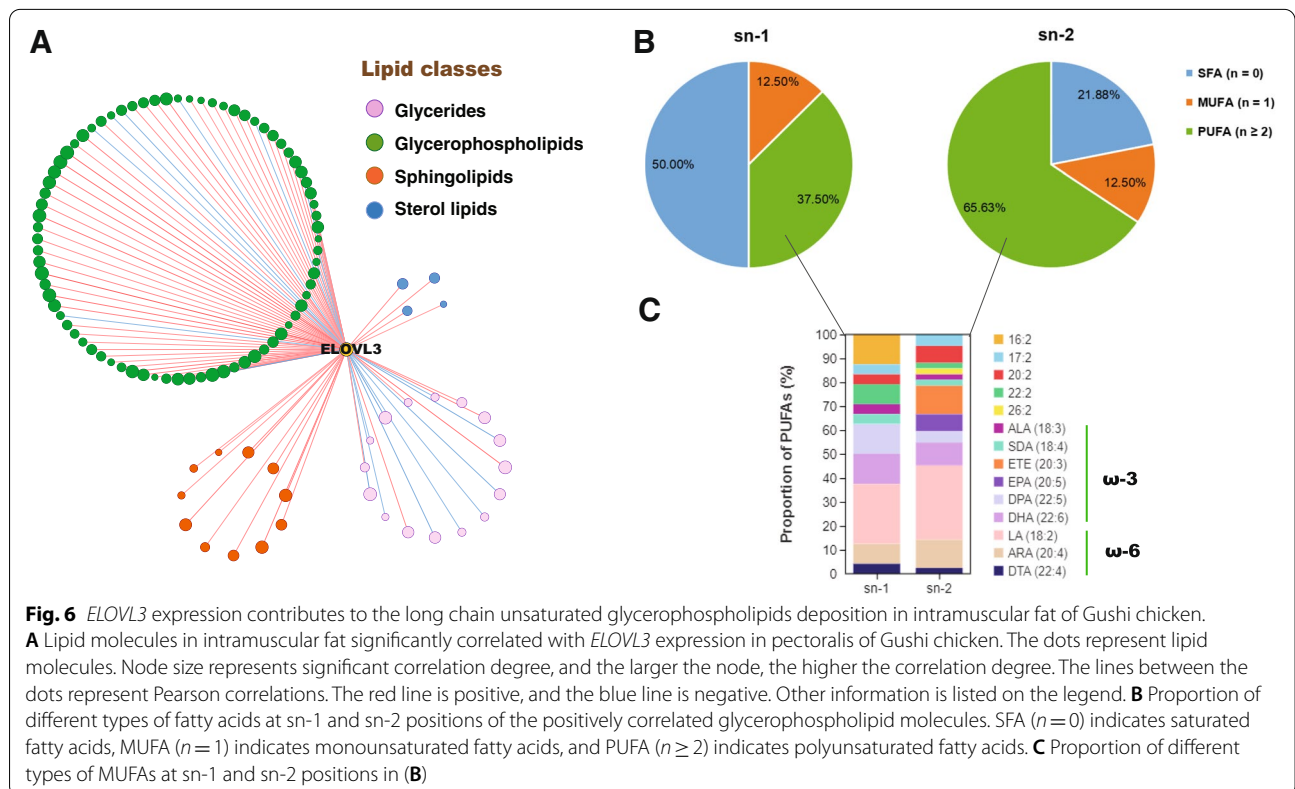 A
Lipid classes
Glycerides
Glycerophospholipids
Sphingolipids
Sterol lipids
ELOVL3
B
sn-1
12.50%
50.00%
37.50%
sn-2
21.88%
12.50%
65.63%
SFA (n = 0)
MUFA (n = 1)
PUFA (n ≥ 2)
C
Proportion of PUFAs (%)
100
90
80
70
60
50
40
30
20
10
0
sn-1
sn-2
16:2
17:2
20:2
22:2
26:2
ALA (18:3)
SDA (18:4)
ETE (20:3)
EPA (20:5)
DPA (22:5)
DHA (22:6)
LA (18:2)
ARA (20:4)
DTA (22:4)
ω-3
ω-6
Fig. 6 ELOVL3 expression contributes to the long chain unsaturated glycerophospholipids deposition in intramuscular fat of Gushi chicken.
A Lipid molecules in intramuscular fat significantly correlated with ELOVL3 expression in pectoralis of Gushi chicken. The dots represent lipid
molecules. Node size represents significant correlation degree, and the larger the node, the higher the correlation degree. The lines between the
dots represent Pearson correlations. The red line is positive, and the blue line is negative. Other information is listed on the legend. B Proportion of
different types of fatty acids at sn-1 and sn-2 positions of the positively correlated glycerophospholipid molecules. SFA (n = 0) indicates saturated
fatty acids, MUFA (n = 1) indicates monounsaturated fatty acids, and PUFA (n ≥ 2) indicates polyunsaturated fatty acids. C Proportion of different
types of MUFAs at sn-1 and sn-2 positions in (B)